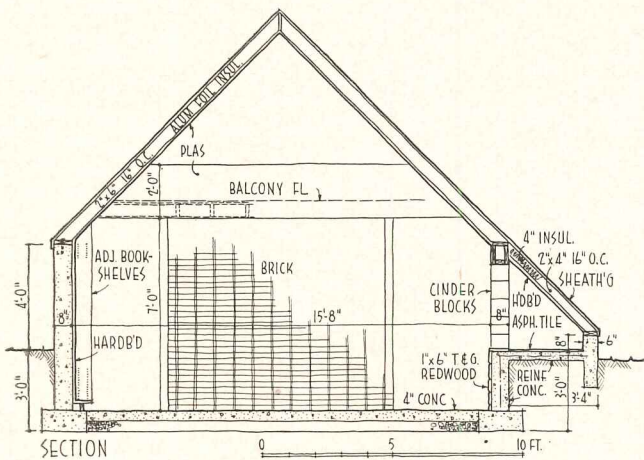 2"x6" 16" O.C.
ALUM FOIL INSUL.
PLAS
2'-0"
BALCONY FL.
4" INSUL.
2"x4" 16" O.C.
SHEATH'G
ADJ. BOOK-
SHELVES
BRICK
CINDER
BLOCKS
HDB'D
ASPH. TILE
4'-0"
7'-0"
8"
15'-8"
8"
8"
6"
HARDB'D
1"x6" T&G.
REDWOOD
REINF
CONC.
3'-0"
3'-0"
3'-4"
4" CONC
SECTION
0 5 10 FT.